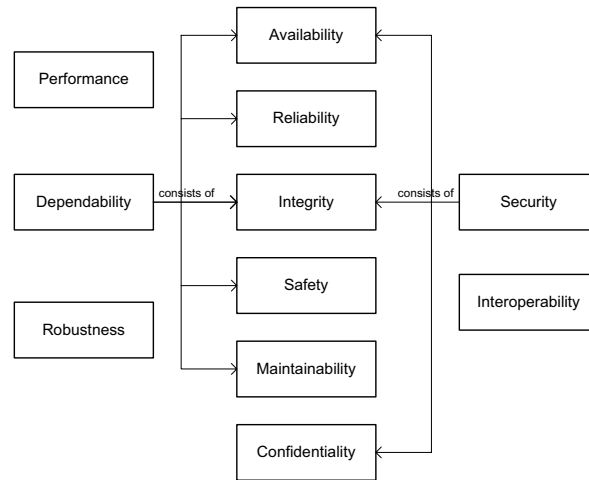 Availability
Performance
Reliability
Dependability
consists of
Integrity
consists of
Security
Safety
Interoperability
Robustness
Maintainability
Confidentiality